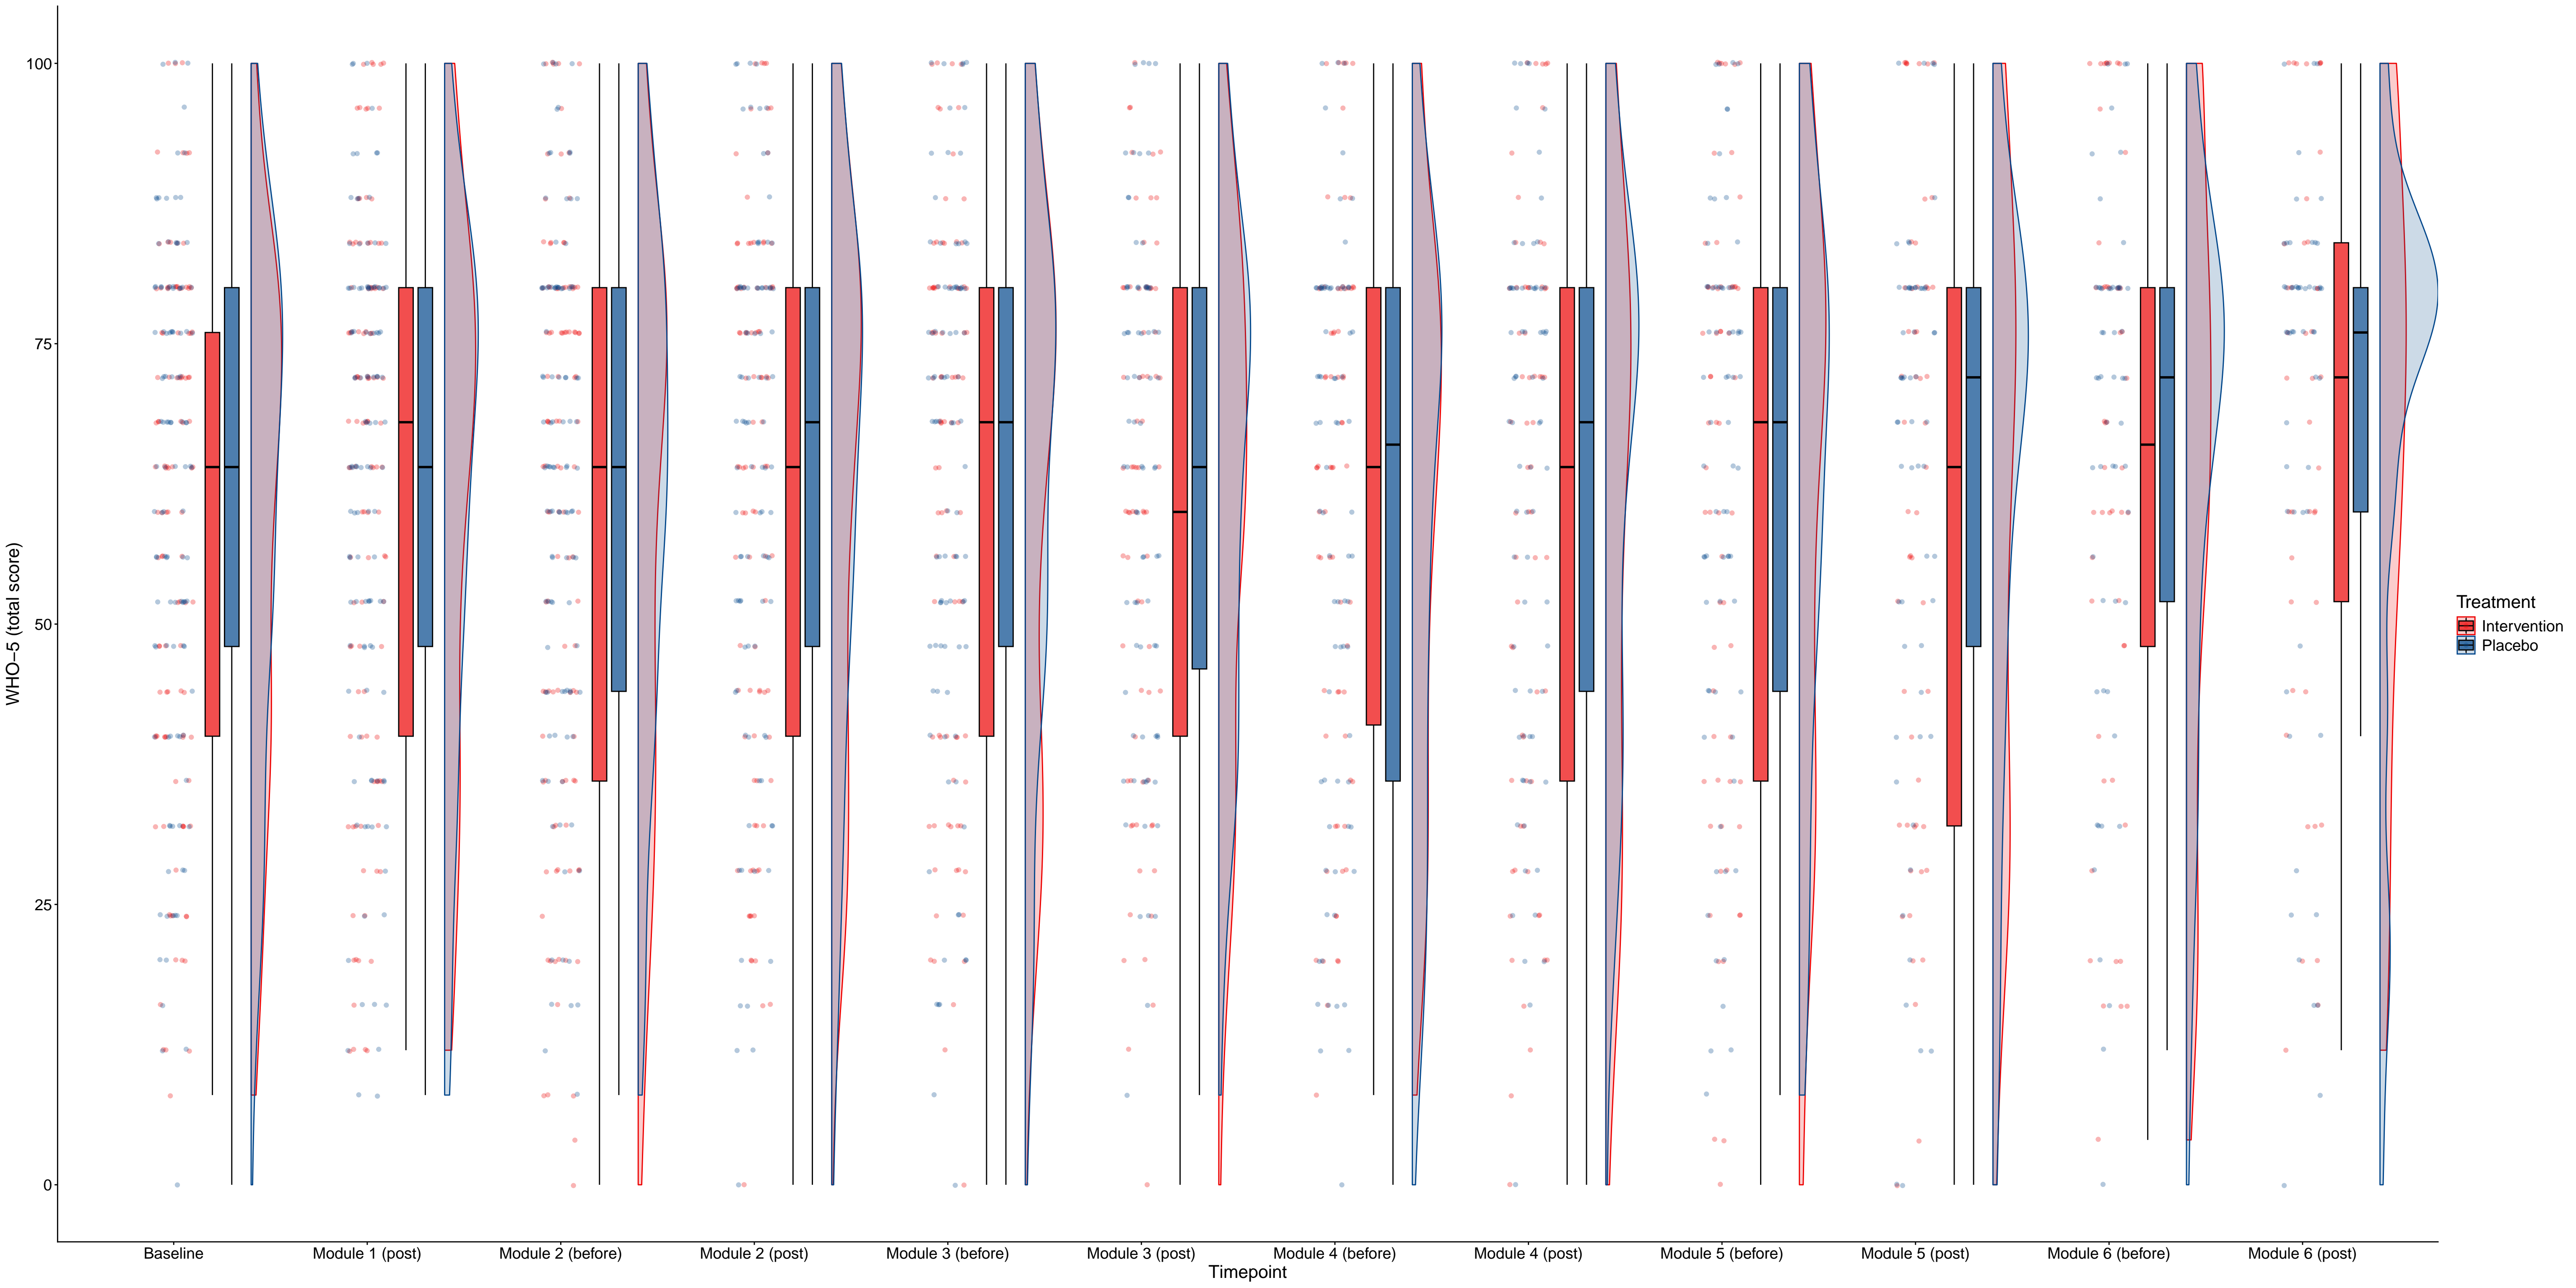 100
75
50
25
0
WHO−5 (total score)
Baseline
Module 1 (post)
Module 2 (before)
Module 2 (post)
Module 3 (before)
Module 3 (post)
Module 4 (before)
Module 4 (post)
Module 5 (before)
Module 5 (post)
Module 6 (before)
Module 6 (post)
Timepoint
Treatment
Intervention
Placebo